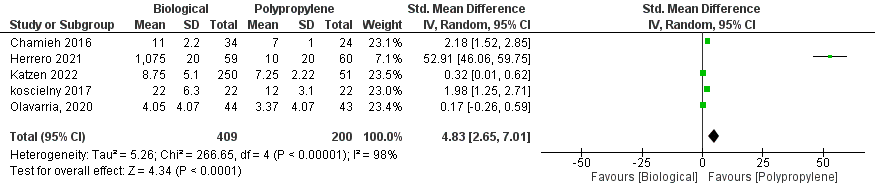 Biological Polypropylene Std. Mean Difference Std. Mean Difference
Study or Subgroup Mean SD Total Mean SD Total Weight IV, Random, 95% CI IV, Random, 95% CI
Chamieh 2016 11 2.2 34 7 1 24 23.1% 2.18 [1.52, 2.85]
Herrero 2021 1,075 20 59 10 20 60 7.1% 52.91 [46.06, 59.75]
Katzen 2022 8.75 5.1 250 7.25 2.22 51 23.5% 0.32 [0.01, 0.62]
koscielny 2017 22 6.3 22 12 3.1 22 22.9% 1.98 [1.25, 2.71]
Olavarria, 2020 4.05 4.07 44 3.37 4.07 43 23.4% 0.17 [-0.26, 0.59]
Total (95% CI) 409 200 100.0% 4.83 [2.65, 7.01]
Heterogeneity: Tau² = 5.26; Chi² = 266.65, df = 4 (P < 0.00001); I² = 98%
Test for overall effect: Z = 4.34 (P < 0.0001)
-50 -25 0 25 50
Favours [Biological] Favours [Polypropylene]